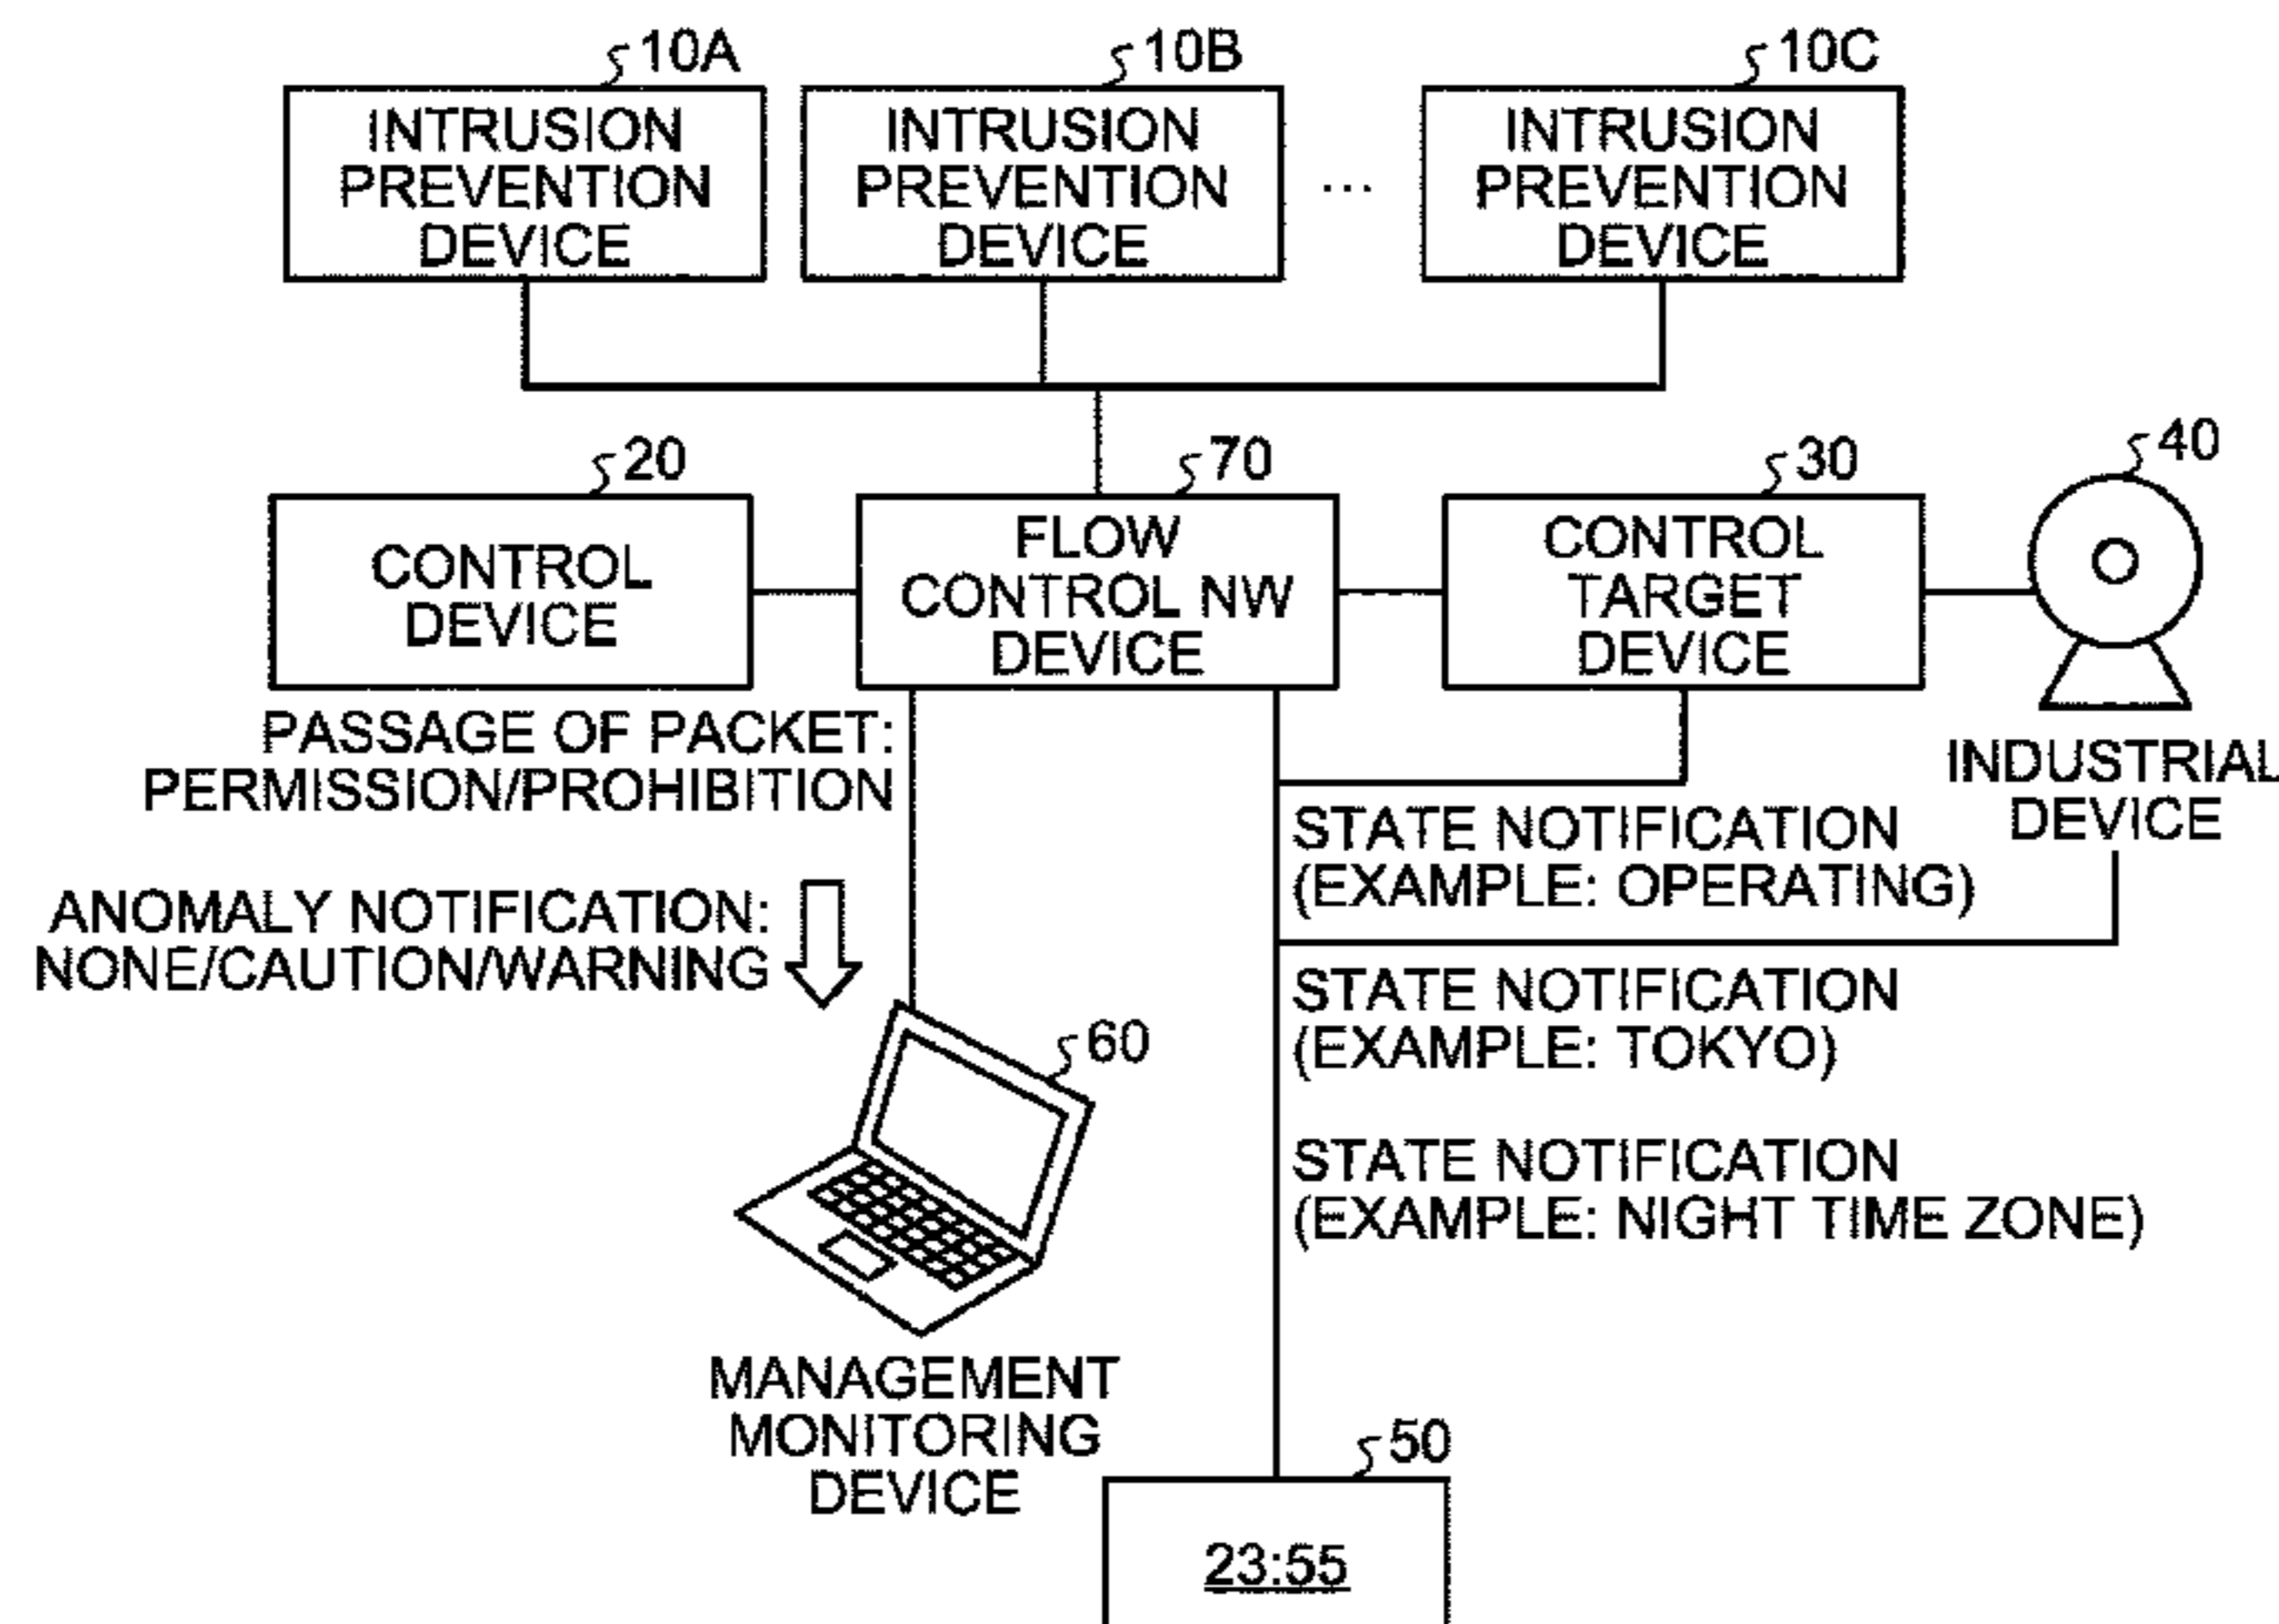 10A
10B
10C
INTRUSION
PREVENTION
DEVICE
INTRUSION
PREVENTION
DEVICE
...
INTRUSION
PREVENTION
DEVICE
20
70
30
40
CONTROL
DEVICE
FLOW
CONTROL NW
DEVICE
CONTROL
TARGET
DEVICE
INDUSTRIAL
DEVICE
PASSAGE OF PACKET:
PERMISSION/PROHIBITION
ANOMALY NOTIFICATION:
NONE/CAUTION/WARNING
STATE NOTIFICATION
(EXAMPLE: OPERATING)
STATE NOTIFICATION
(EXAMPLE: TOKYO)
STATE NOTIFICATION
(EXAMPLE: NIGHT TIME ZONE)
60
MANAGEMENT
MONITORING
DEVICE
50
23:55